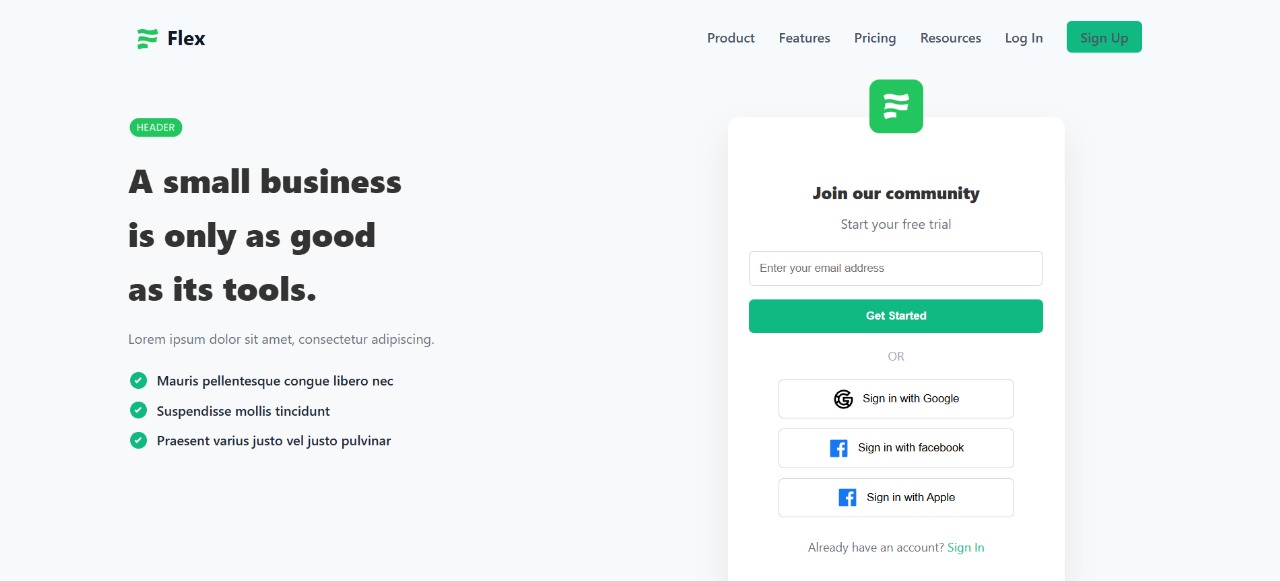 Flex
Product Features Pricing Resources Log In Sign Up
HEADER
A small business
is only as good
as its tools.
Lorem ipsum dolor sit amet, consectetur adipiscing.
Mauris pellentesque congue libero nec
Suspendisse mollis tincidunt
Praesent varius justo vel justo pulvinar
Join our community
Start your free trial
Enter your email address
Get Started
OR
Sign in with Google
Sign in with facebook
Sign in with Apple
Already have an account? Sign In